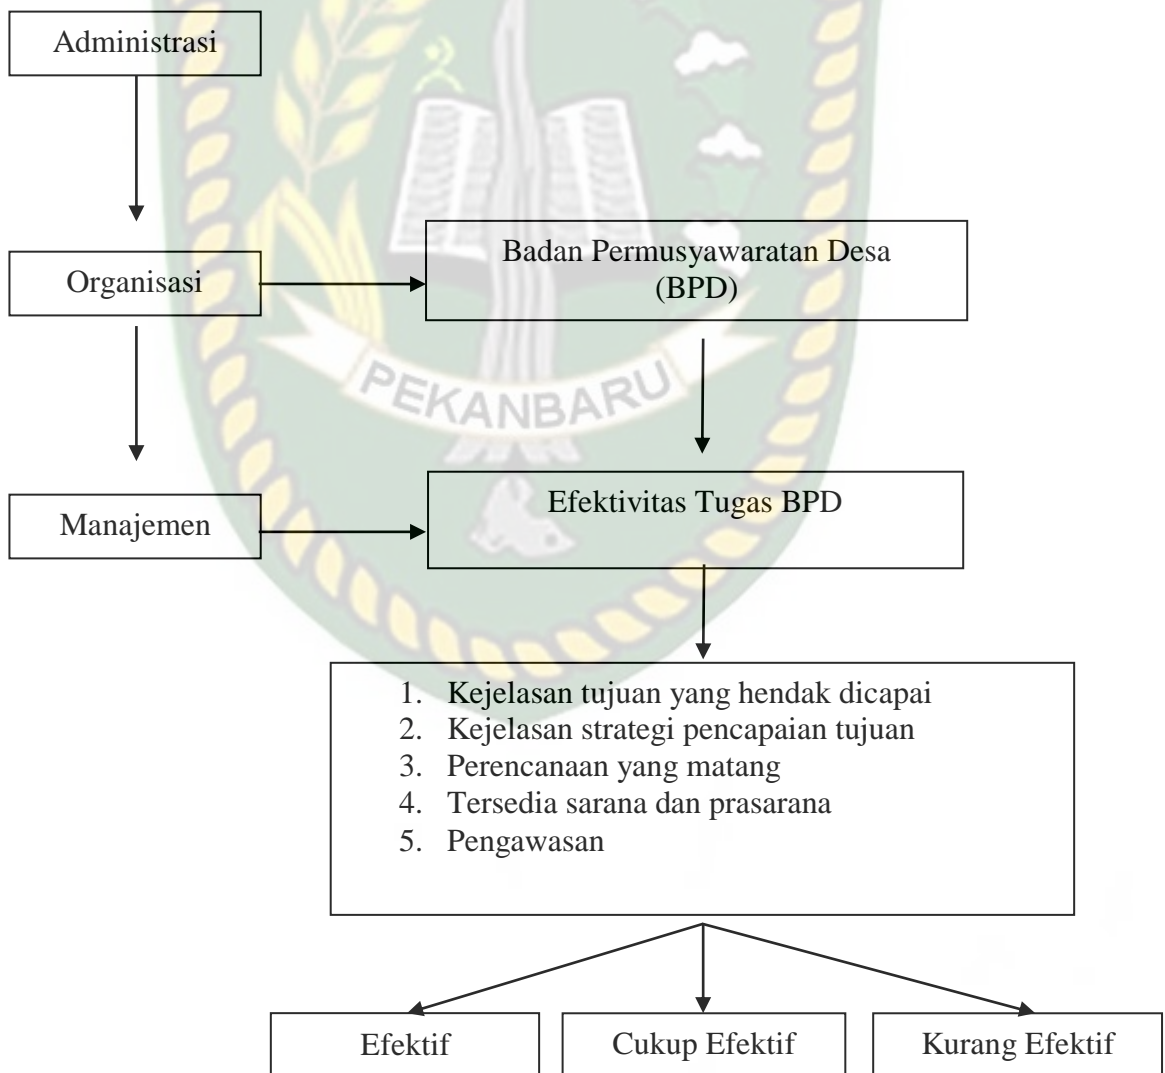 Administrasi
Organisasi
Badan Permusyawaratan Desa
(BPD)
PEKANBARU
Manajemen
Efektivitas Tugas BPD
1. Kejelasan tujuan yang hendak dicapai
2. Kejelasan strategi pencapaian tujuan
3. Perencanaan yang matang
4. Tersedia sarana dan prasarana
5. Pengawasan
Efektif
Cukup Efektif
Kurang Efektif